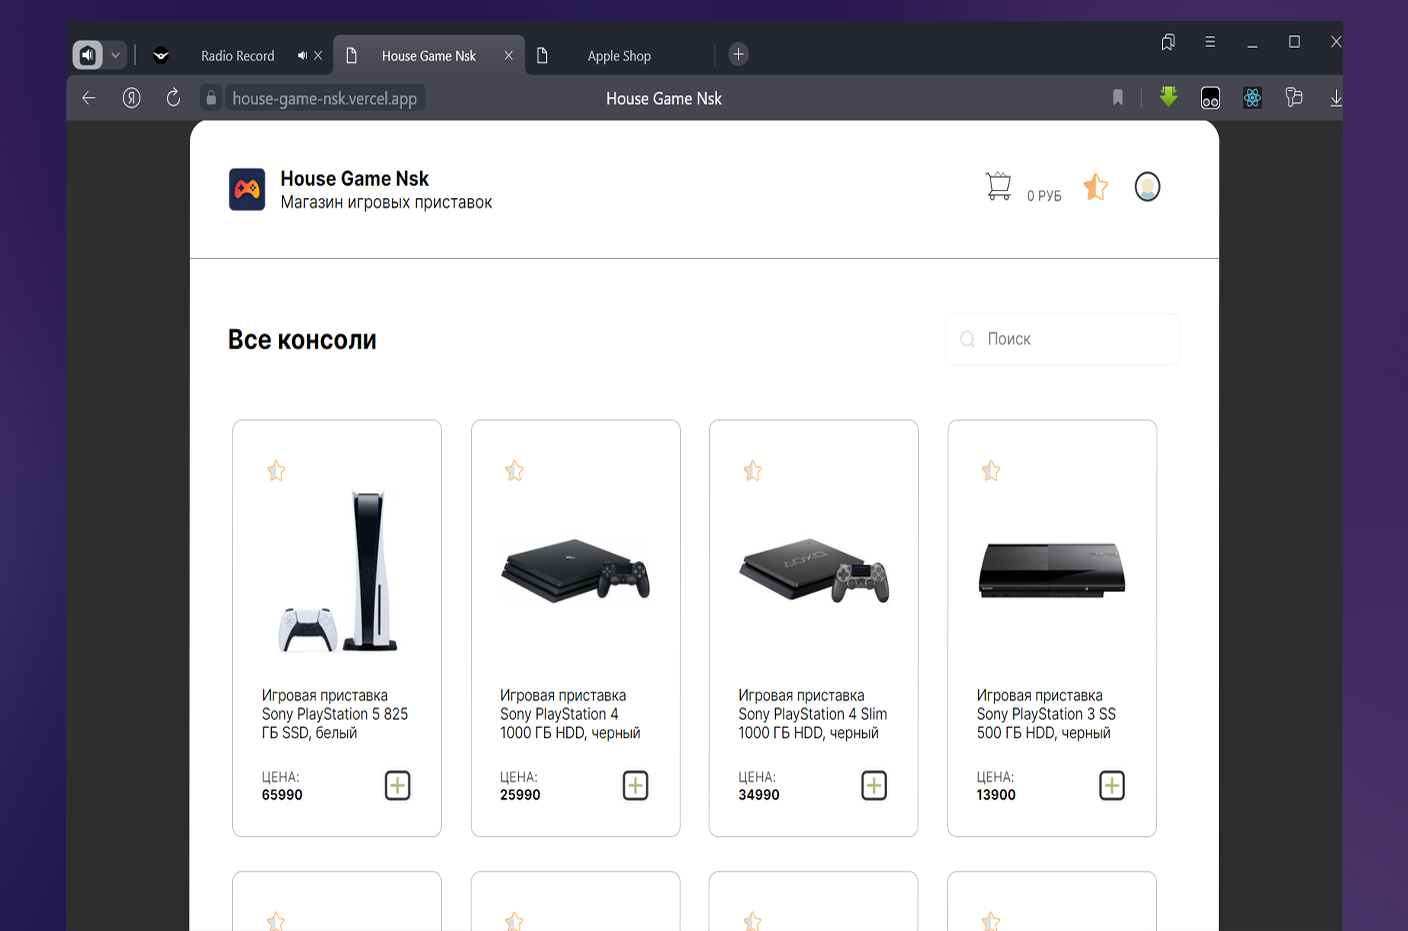 Radio Record
House Game Nsk
Apple Shop
house-game-nsk.vercel.app
House Game Nsk
House Game Nsk
Магазин игровых приставок
0 РУБ
Все консоли
Поиск
Игровая приставка
Sony PlayStation 5 825
ГБ SSD, белый
ЦЕНА:
65990
Игровая приставка
Sony PlayStation 4
1000 ГБ HDD, черный
ЦЕНА:
25990
Игровая приставка
Sony PlayStation 4 Slim
1000 ГБ HDD, черный
ЦЕНА:
34990
Игровая приставка
Sony PlayStation 3 SS
500 ГБ HDD, черный
ЦЕНА:
13900